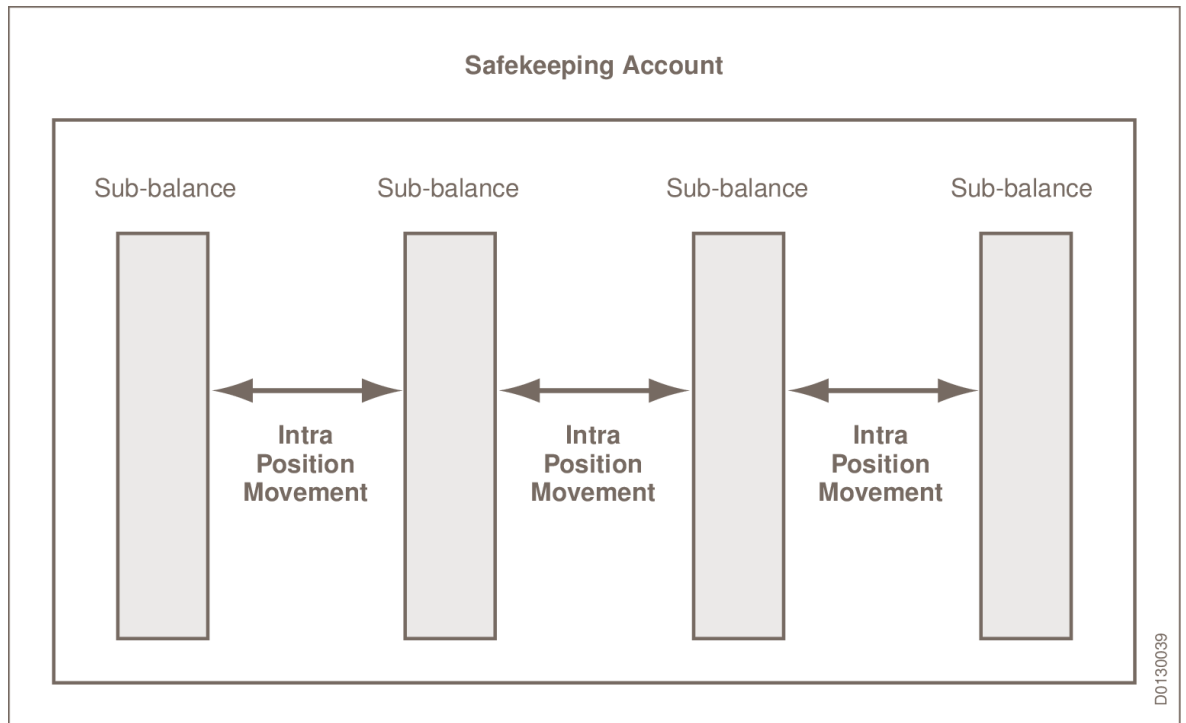 Safekeeping Account
Sub-balance Sub-balance Sub-balance Sub-balance
Intra Intra Intra
Position Position Position
Movement Movement Movement
D0130039